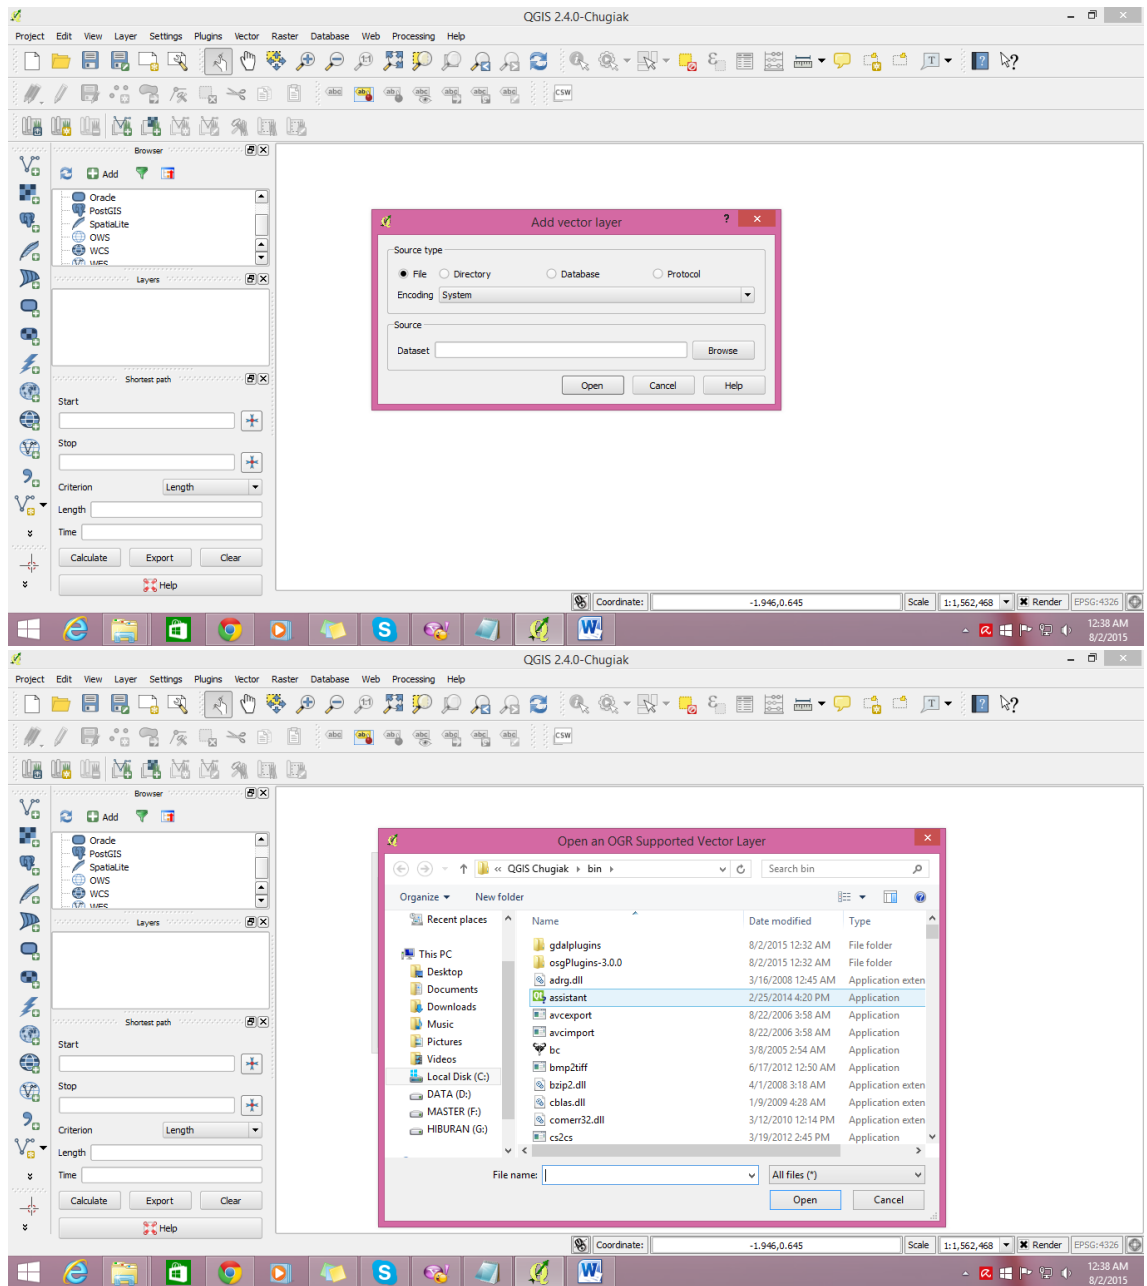 QGIS 2.4.0-Chugiak
Project Edit View Layer Settings Plugins Vector Raster Database Web Processing Help
CSW
Browser
Add
Oracle
PostGIS
SpatiaLite
OWS
WCS
WFS
Layers
Shortest path
Start
Stop
Criterion Length
Length
Time
Calculate Export Clear
Help
Add vector layer
Source type
File Directory Database Protocol
Encoding System
Source
Dataset Browse
Open Cancel Help
Coordinate: -1.946,0.645 Scale 1:1,562,468 Render EPSG:4326
12:38 AM
8/2/2015
QGIS 2.4.0-Chugiak
Project Edit View Layer Settings Plugins Vector Raster Database Web Processing Help
CSW
Browser
Add
Oracle
PostGIS
SpatiaLite
OWS
WCS
WFS
Layers
Shortest path
Start
Stop
Criterion Length
Length
Time
Calculate Export Clear
Help
Open an OGR Supported Vector Layer
« QGIS Chugiak bin Search bin
Organize New folder
Recent places
This PC
Desktop
Documents
Downloads
Music
Pictures
Videos
Local Disk (C:)
DATA (D:)
MASTER (F:)
HIBURAN (G:)
Name Date modified Type
gdalplugins 8/2/2015 12:32 AM File folder
osgPlugins-3.0.0 8/2/2015 12:32 AM File folder
adrg.dll 3/16/2008 12:45 AM Application exten
assistant 2/25/2014 4:20 PM Application
avcexport 8/22/2006 3:58 AM Application
avcimport 8/22/2006 3:58 AM Application
bc 3/8/2005 2:54 AM Application
bmp2tiff 6/17/2012 12:50 AM Application
bzip2.dll 4/1/2008 3:18 AM Application exten
cblas.dll 1/9/2009 4:28 AM Application exten
comerr32.dll 3/12/2010 12:14 PM Application exten
cs2cs 3/19/2012 2:45 PM Application
File name: All files (*)
Open Cancel
Coordinate: -1.946,0.645 Scale 1:1,562,468 Render EPSG:4326
12:38 AM
8/2/2015